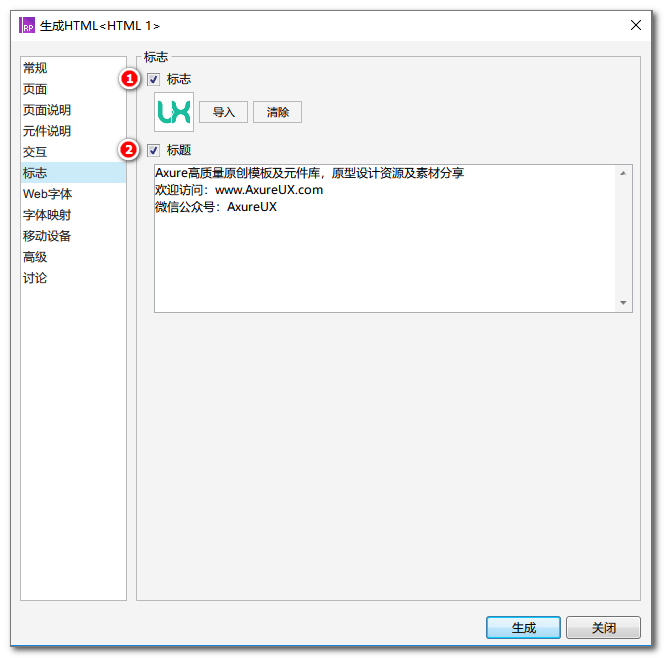 RP
生成HTML<HTML 1>
常规
页面
页面说明
元件说明
交互
标志
Web字体
字体映射
移动设备
高级
讨论
标志
1
标志
UX
导入
清除
2
标题
Axure高质量原创模板及元件库，原型设计资源及素材分享
欢迎访问：www.AxureUX.com
微信公众号：AxureUX
生成
关闭